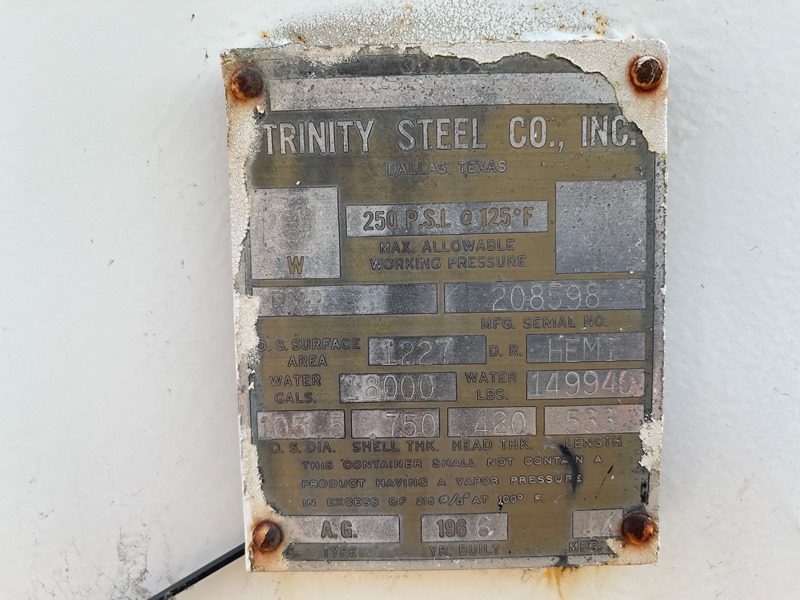 TRINITY STEEL CO., INC.
DALLAS, TEXAS
250 P.S.I. @ 125°F
MAX. ALLOWABLE
WORKING PRESSURE
W
208598
MFG. SERIAL NO.
O. S. SURFACE AREA 1227 D. R. HEMI
WATER GALS. 18000 WATER LBS. 149940
.750 .420 533
O. S. DIA. SHELL THK. HEAD THK. LENGTH
THIS CONTAINER SHALL NOT CONTAIN A
PRODUCT HAVING A VAPOR PRESSURE
IN EXCESS OF 215 #/□" AT 100° F.
A.G. 1966
TYPE YR. BUILT MFG.